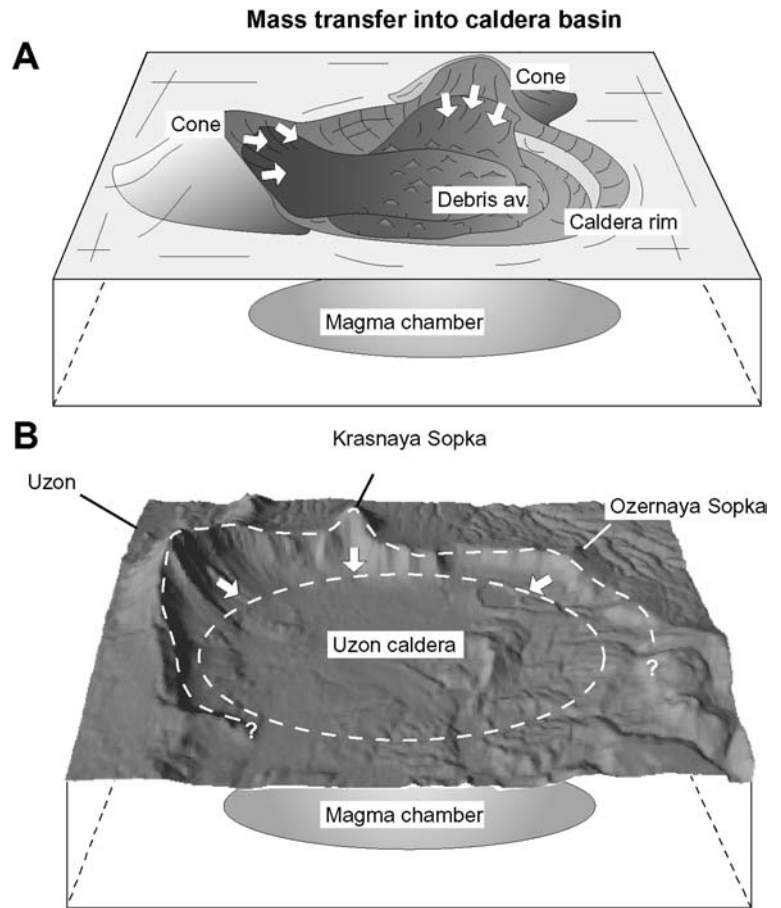 Mass transfer into caldera basin
A
Cone
Cone
Debris av.
Caldera rim
Magma chamber
B
Krasnaya Sopka
Uzon
Ozernaya Sopka
Uzon caldera
?
?
Magma chamber